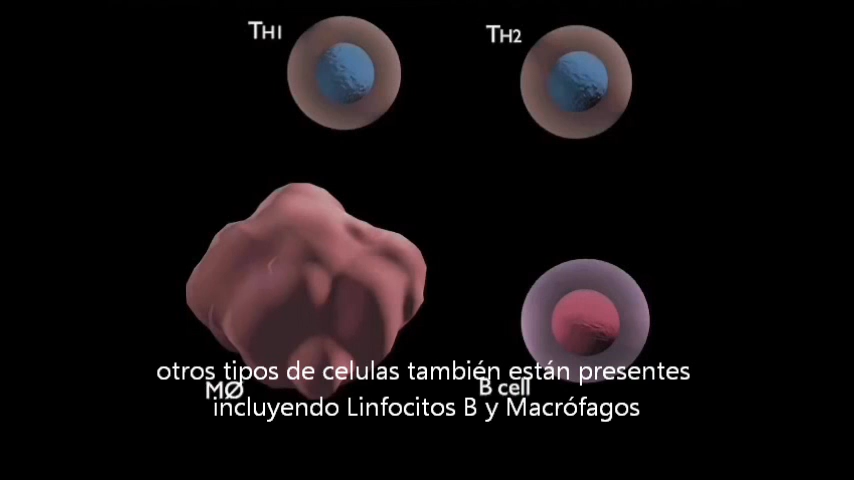 TH1
TH2
otros tipos de celulas también están presentes
MØ
B cell
incluyendo Linfocitos B y Macrófagos